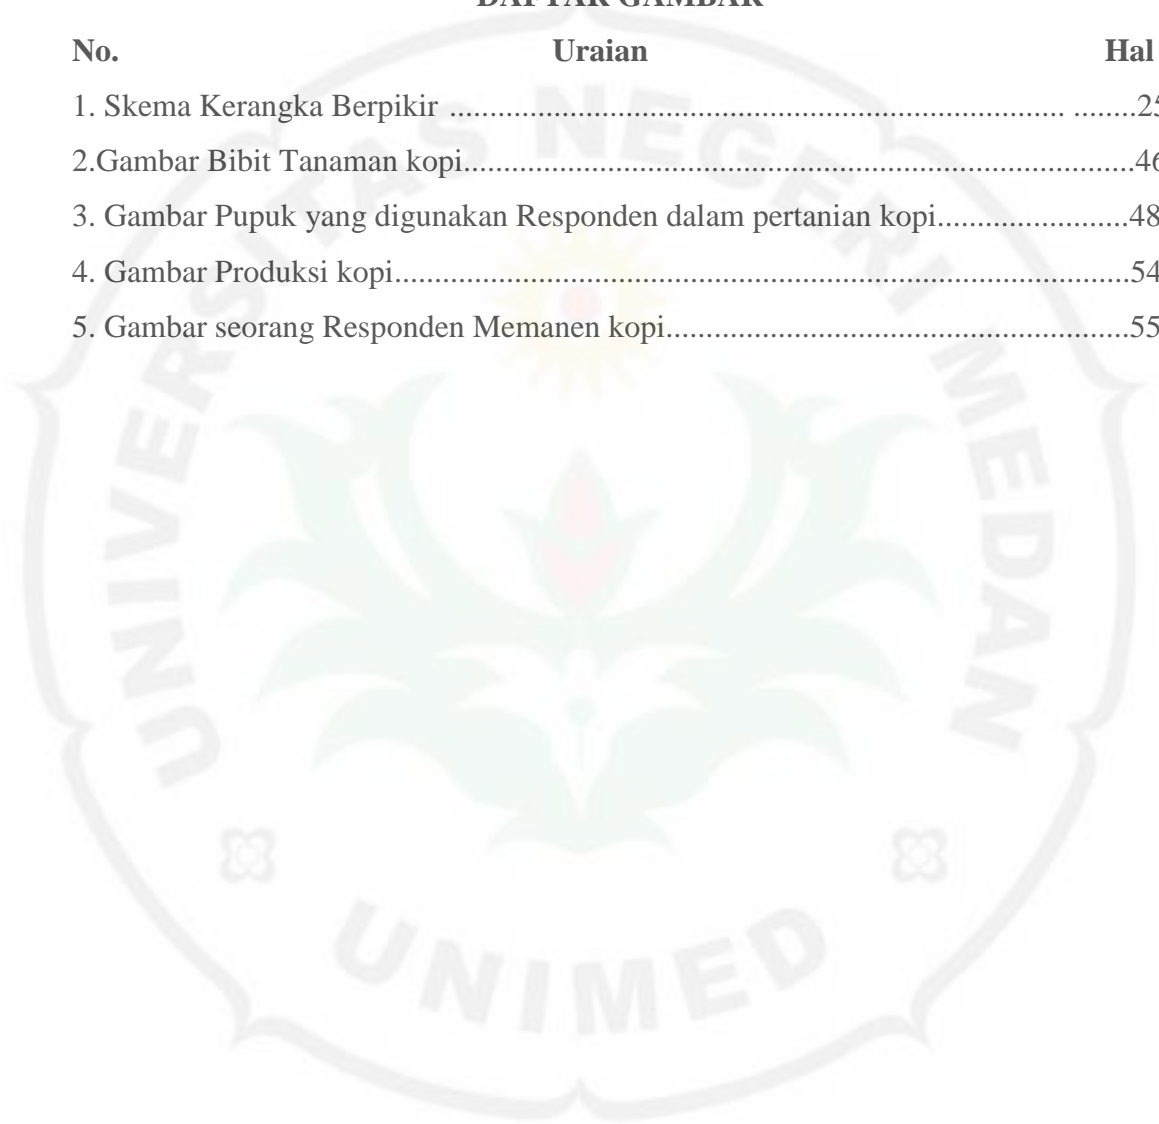 DAFTAR GAMBAR
No. Uraian Hal
1. Skema Kerangka Berpikir ........................................................................... ........25
2.Gambar Bibit Tanaman kopi..................................................................................46
3. Gambar Pupuk yang digunakan Responden dalam pertanian kopi.......................48
4. Gambar Produksi kopi..........................................................................................54
5. Gambar seorang Responden Memanen kopi........................................................55
UNIVERSITAS NEGERI MEDAN
UNIMED